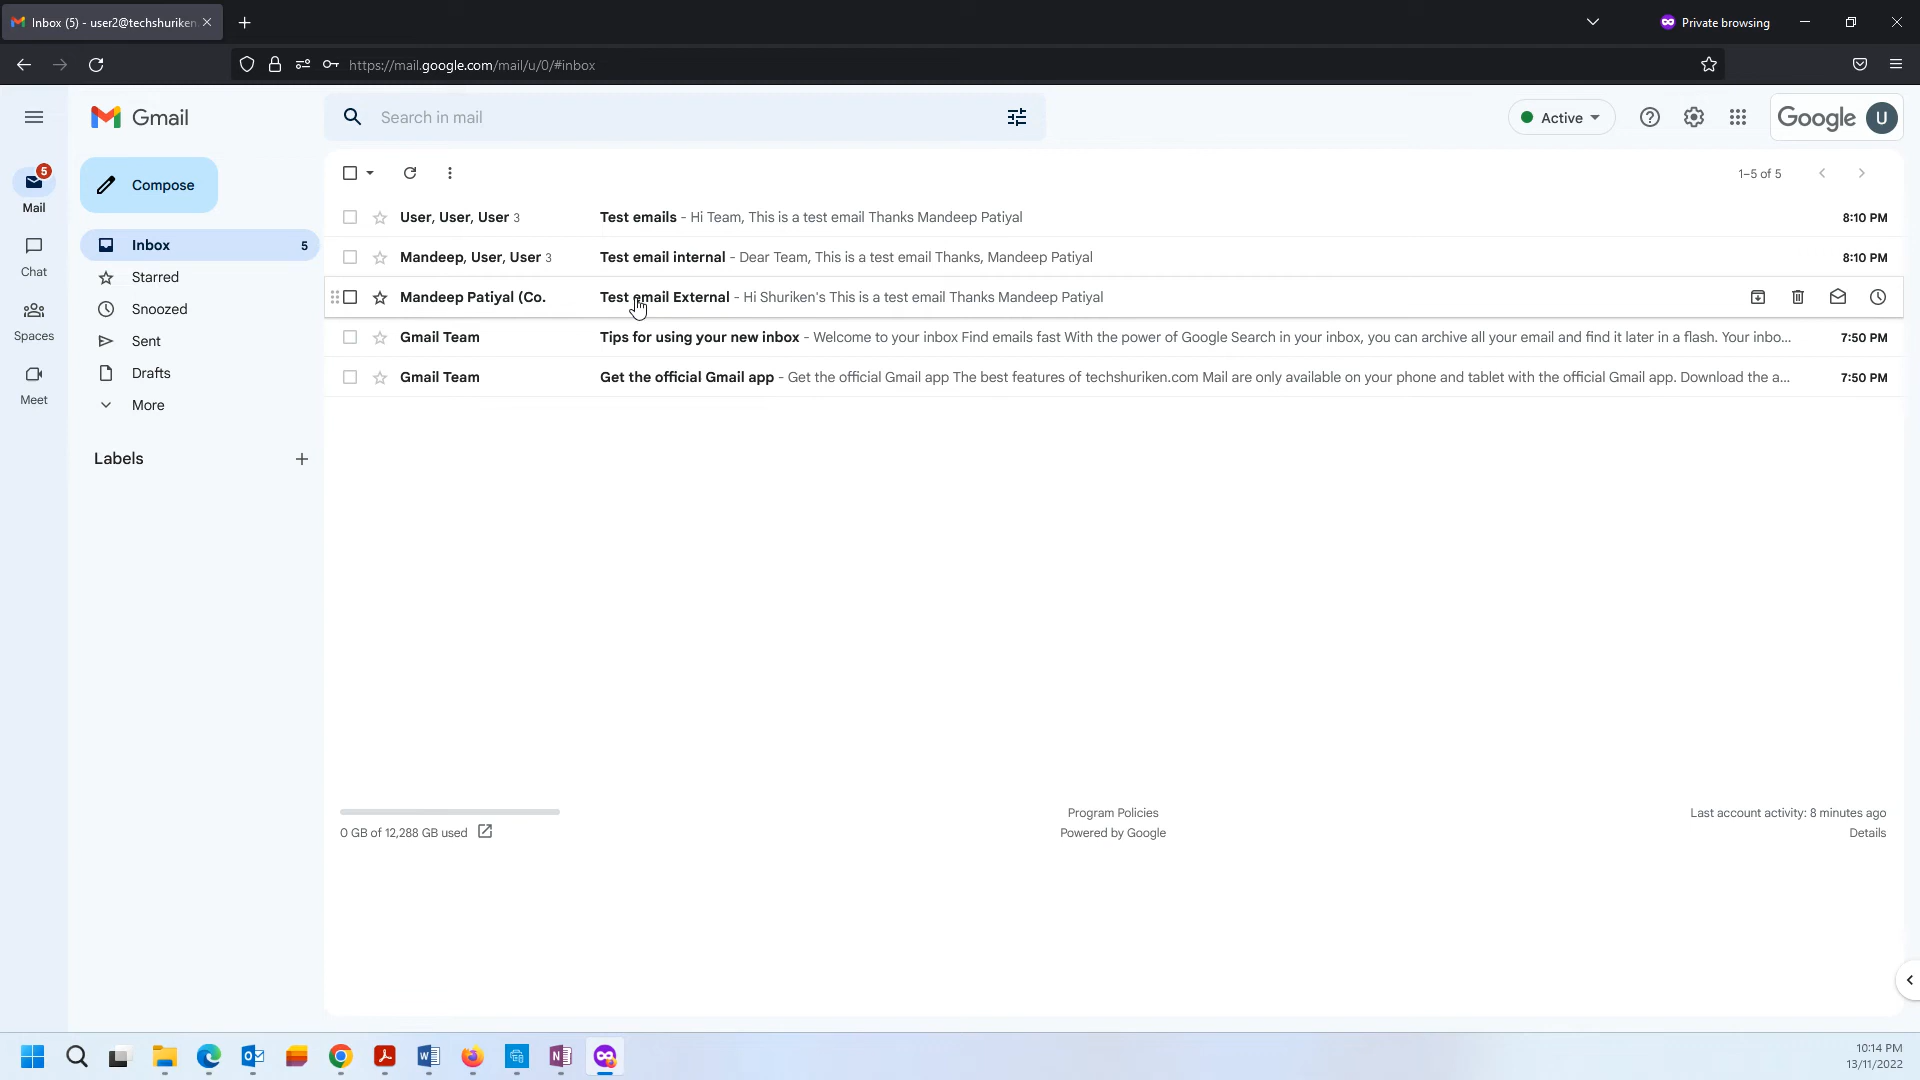 Inbox (5) - user2@techshuriken
Private browsing
https://mail.google.com/mail/u/0/#inbox
Gmail
Search in mail
Active
Google U
5
Mail
Chat
Spaces
Meet
Compose
Inbox 5
Starred
Snoozed
Sent
Drafts
More
Labels
1–5 of 5
User, User, User 3 Test emails - Hi Team, This is a test email Thanks Mandeep Patiyal 8:10 PM
Mandeep, User, User 3 Test email internal - Dear Team, This is a test email Thanks, Mandeep Patiyal 8:10 PM
Mandeep Patiyal (Co. Test email External - Hi Shuriken's This is a test email Thanks Mandeep Patiyal
Gmail Team Tips for using your new inbox - Welcome to your inbox Find emails fast With the power of Google Search in your inbox, you can archive all your email and find it later in a flash. Your inbo... 7:50 PM
Gmail Team Get the official Gmail app - Get the official Gmail app The best features of techshuriken.com Mail are only available on your phone and tablet with the official Gmail app. Download the a... 7:50 PM
0 GB of 12,288 GB used
Program Policies
Powered by Google
Last account activity: 8 minutes ago
Details
10:14 PM
13/11/2022